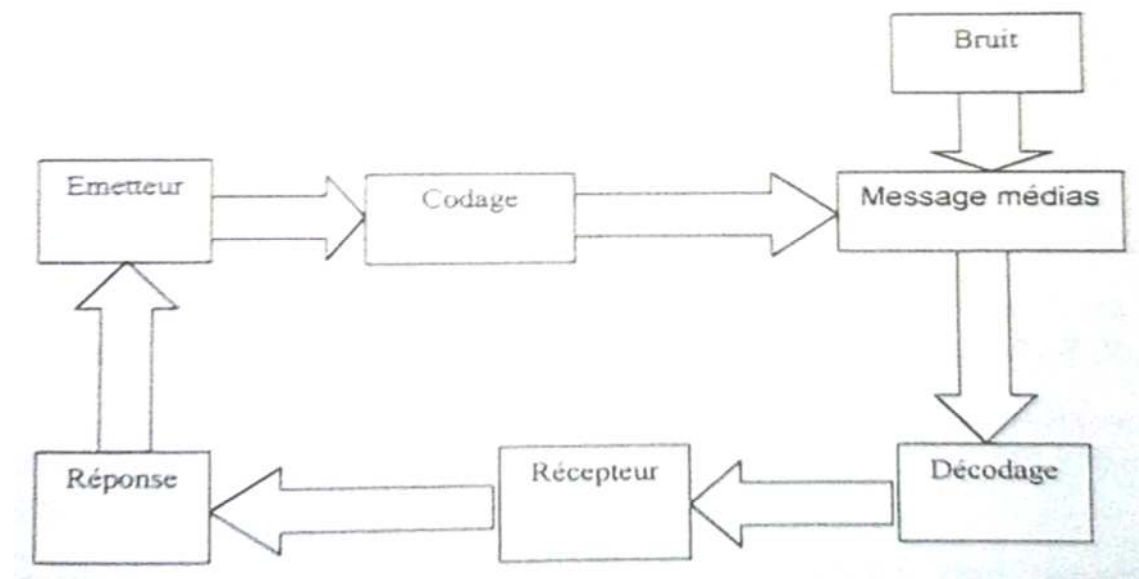 Bruit
Emetteur
Codage
Message médias
Décodage
Récepteur
Réponse